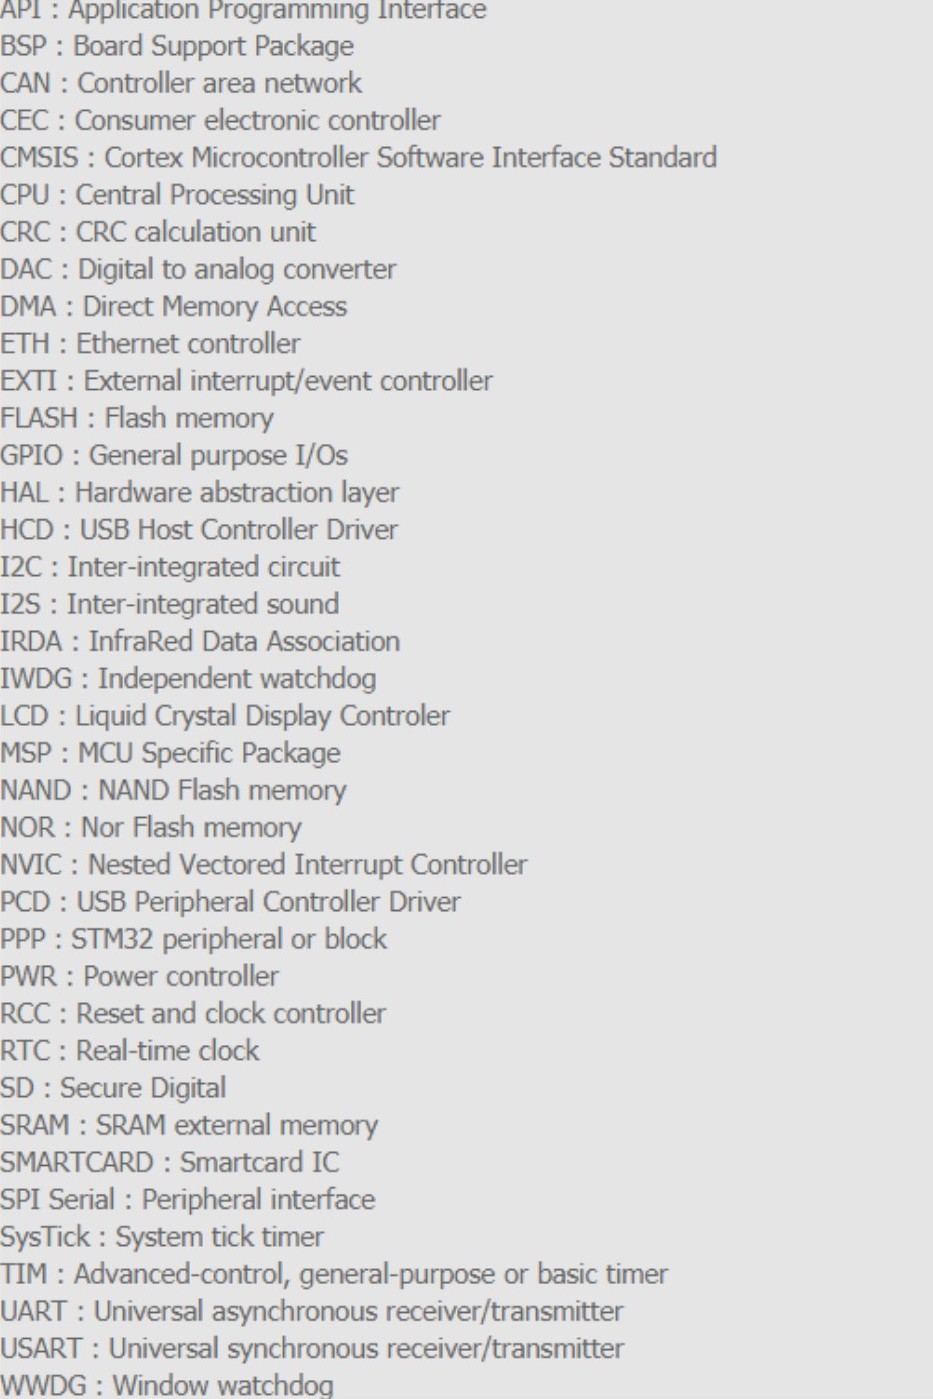 API : Application Programming Interface
BSP : Board Support Package
CAN : Controller area network
CEC : Consumer electronic controller
CMSIS : Cortex Microcontroller Software Interface Standard
CPU : Central Processing Unit
CRC : CRC calculation unit
DAC : Digital to analog converter
DMA : Direct Memory Access
ETH : Ethernet controller
EXTI : External interrupt/event controller
FLASH : Flash memory
GPIO : General purpose I/Os
HAL : Hardware abstraction layer
HCD : USB Host Controller Driver
I2C : Inter-integrated circuit
I2S : Inter-integrated sound
IRDA : InfraRed Data Association
IWDG : Independent watchdog
LCD : Liquid Crystal Display Controler
MSP : MCU Specific Package
NAND : NAND Flash memory
NOR : Nor Flash memory
NVIC : Nested Vectored Interrupt Controller
PCD : USB Peripheral Controller Driver
PPP : STM32 peripheral or block
PWR : Power controller
RCC : Reset and clock controller
RTC : Real-time clock
SD : Secure Digital
SRAM : SRAM external memory
SMARTCARD : Smartcard IC
SPI Serial : Peripheral interface
SysTick : System tick timer
TIM : Advanced-control, general-purpose or basic timer
UART : Universal asynchronous receiver/transmitter
USART : Universal synchronous receiver/transmitter
WWDG : Window watchdog